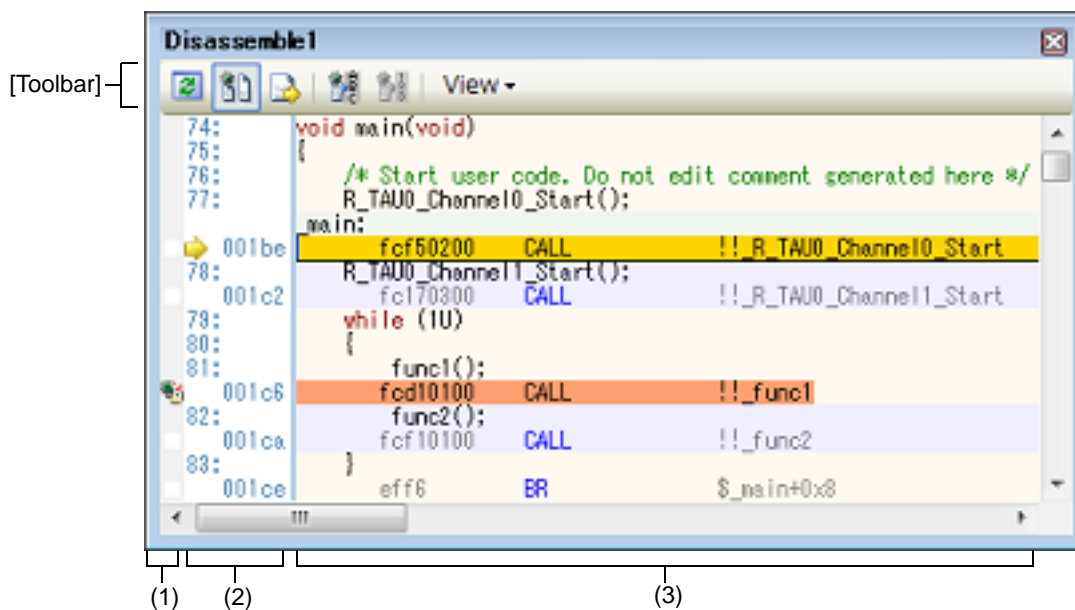 Disassemble1
[Toolbar]
View
74: void main(void)
75: {
76: /* Start user code. Do not edit comment generated here */
77: R_TAU0_Channel0_Start();
_main:
001be fcf50200 CALL !!_R_TAU0_Channel0_Start
78: R_TAU0_Channel1_Start();
001c2 fc170300 CALL !!_R_TAU0_Channel1_Start
79: while (1U)
80: {
81: func1();
001c6 fcd10100 CALL !!_func1
82: func2();
001ca fcf10100 CALL !!_func2
83: }
001ce eff6 BR $_main+0x8
(1) (2) (3)